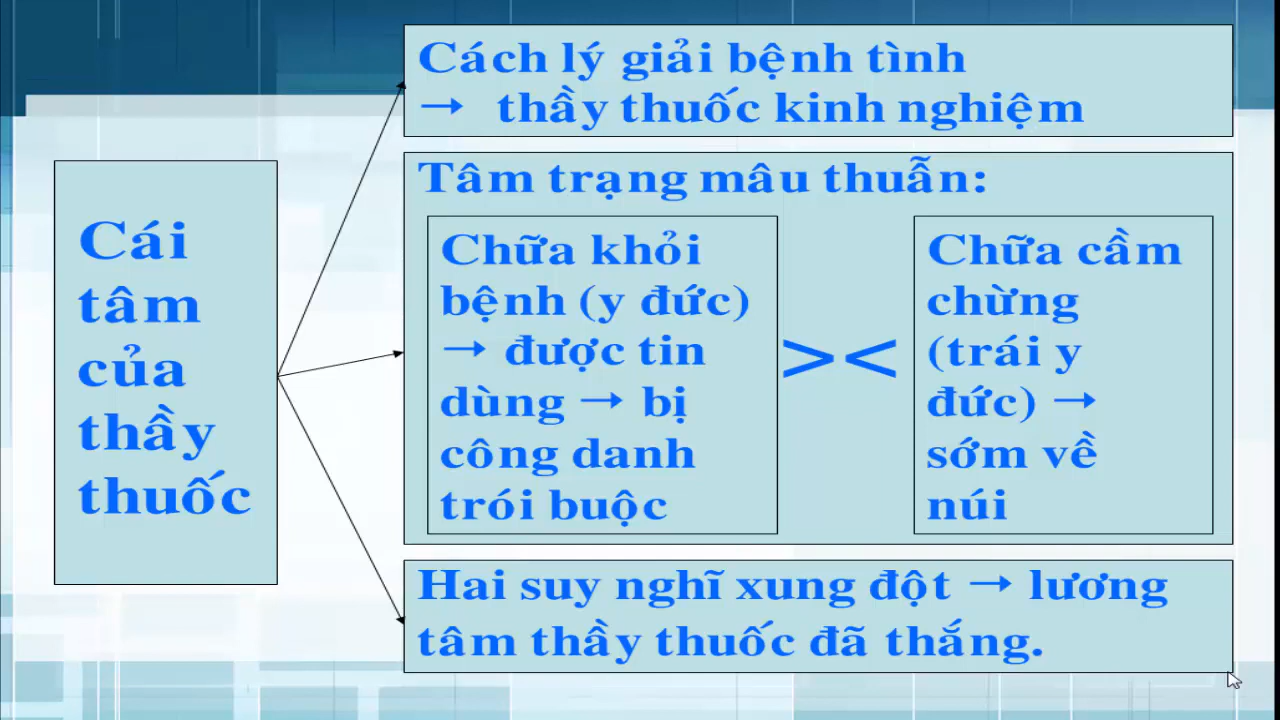 Cái
tâm
của
thầy
thuốc
Cách lý giải bệnh tình
→ thầy thuốc kinh nghiệm
Tâm trạng mâu thuẫn:
Chữa khỏi
bệnh (y đức)
→ được tin
dùng → bị
công danh
trói buộc
> <
Chữa cầm
chừng
(trái y
đức) →
sớm về
núi
Hai suy nghĩ xung đột → lương
tâm thầy thuốc đã thắng.